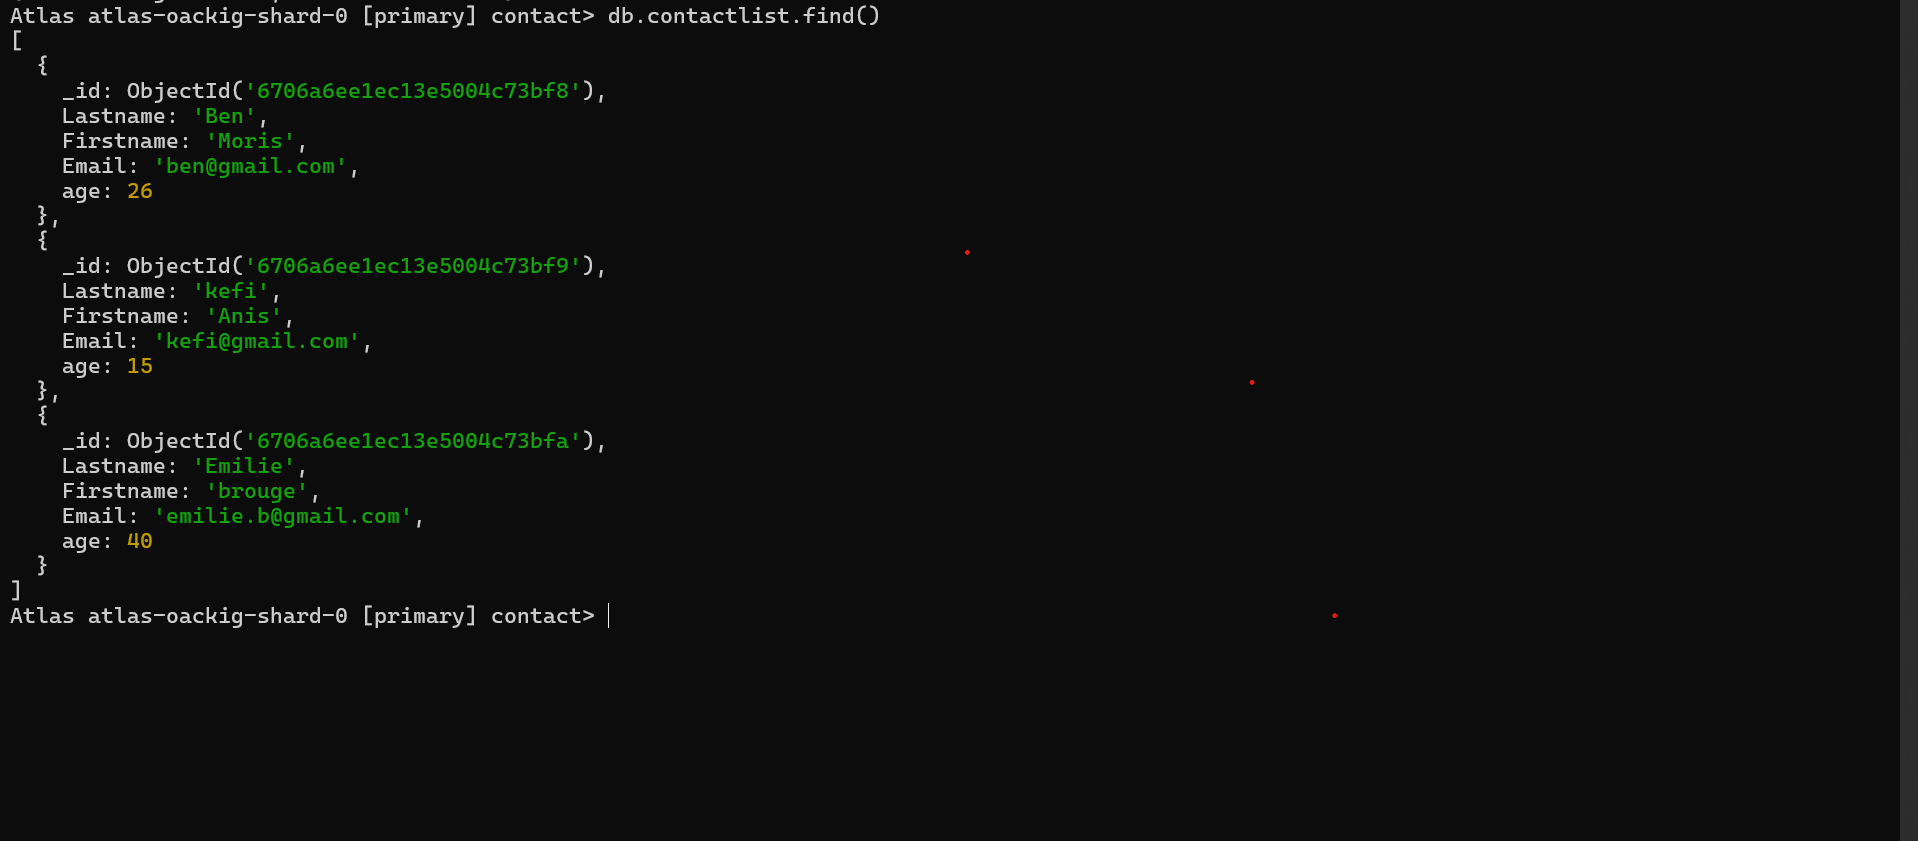 Atlas atlas-oackig-shard-0 [primary] contact> db.contactlist.find()
[
  {
    _id: ObjectId('6706a6ee1ec13e5004c73bf8'),
    Lastname: 'Ben',
    Firstname: 'Moris',
    Email: 'ben@gmail.com',
    age: 26
  },
  {
    _id: ObjectId('6706a6ee1ec13e5004c73bf9'),
    Lastname: 'kefi',
    Firstname: 'Anis',
    Email: 'kefi@gmail.com',
    age: 15
  },
  {
    _id: ObjectId('6706a6ee1ec13e5004c73bfa'),
    Lastname: 'Emilie',
    Firstname: 'brouge',
    Email: 'emilie.b@gmail.com',
    age: 40
  }
]
Atlas atlas-oackig-shard-0 [primary] contact>